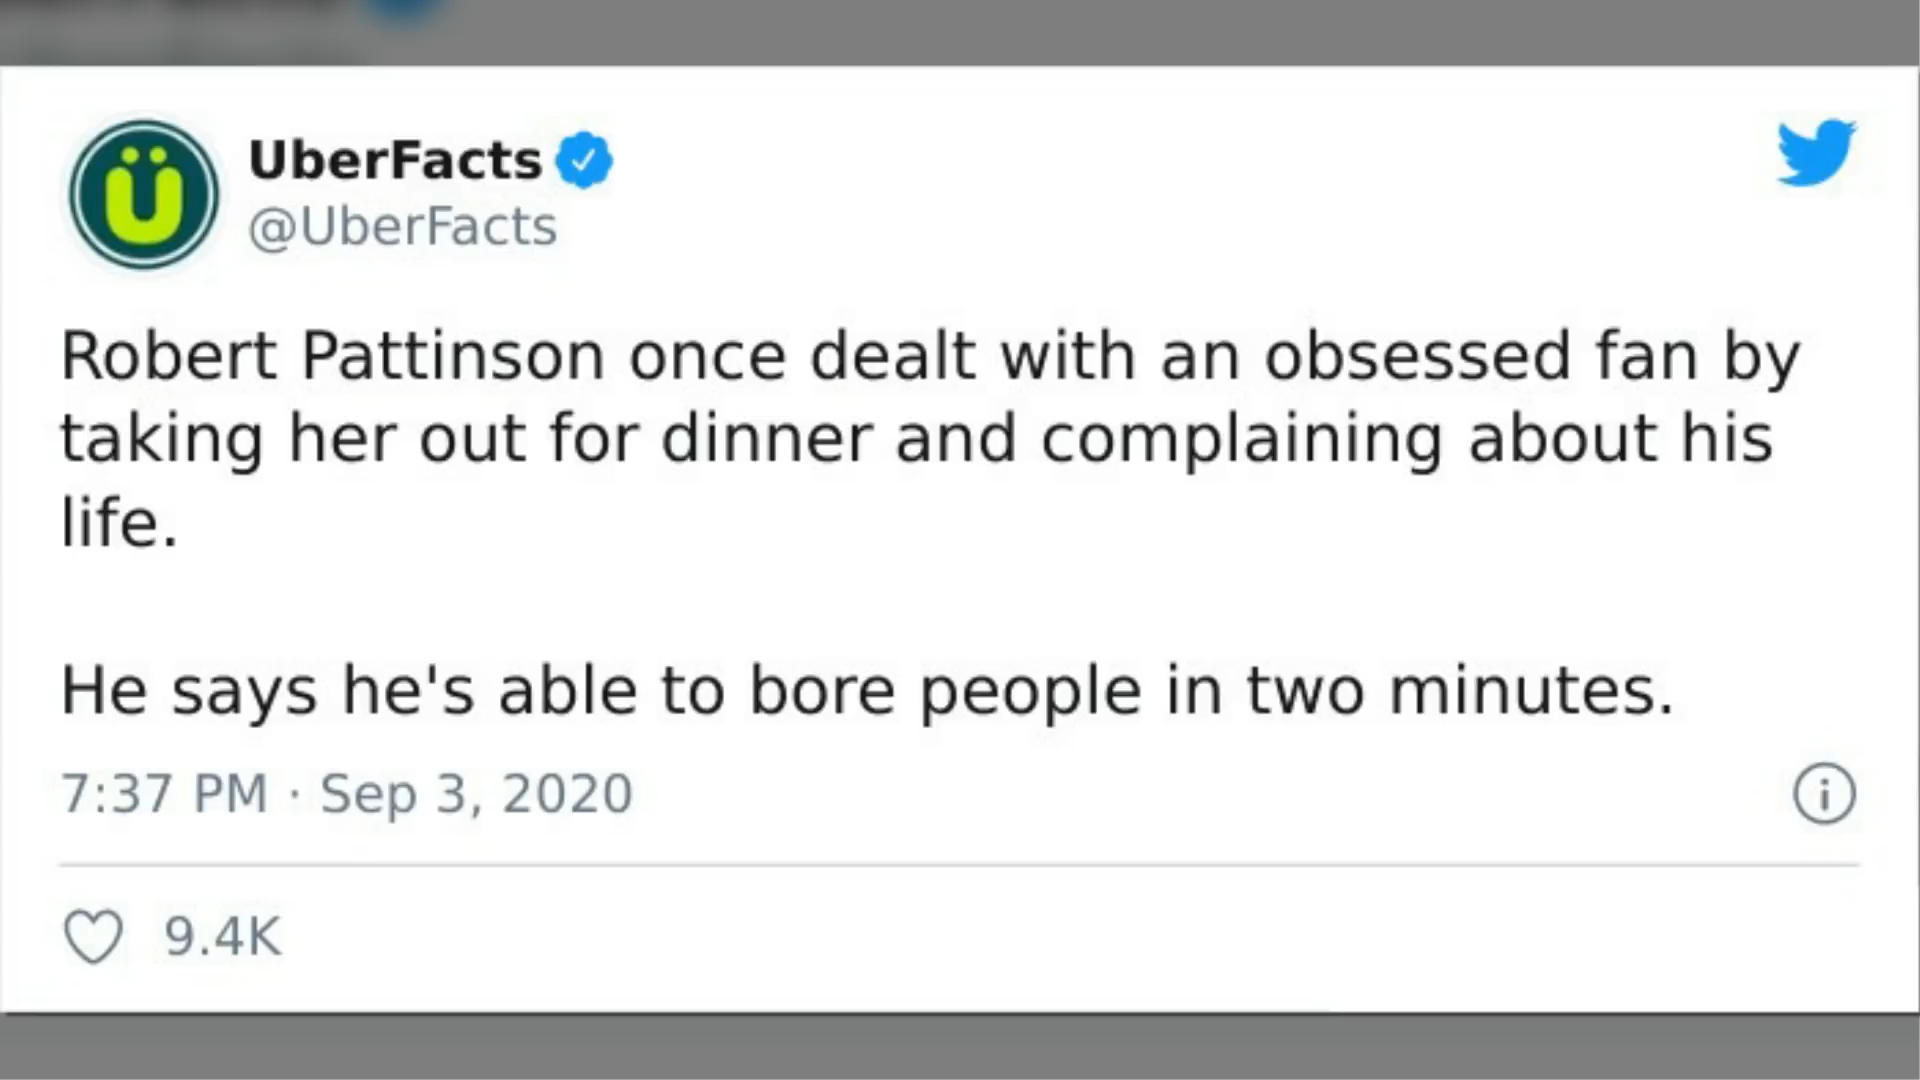 UberFacts
@UberFacts
Robert Pattinson once dealt with an obsessed fan by
taking her out for dinner and complaining about his
life.
He says he's able to bore people in two minutes.
7:37 PM · Sep 3, 2020
9.4K